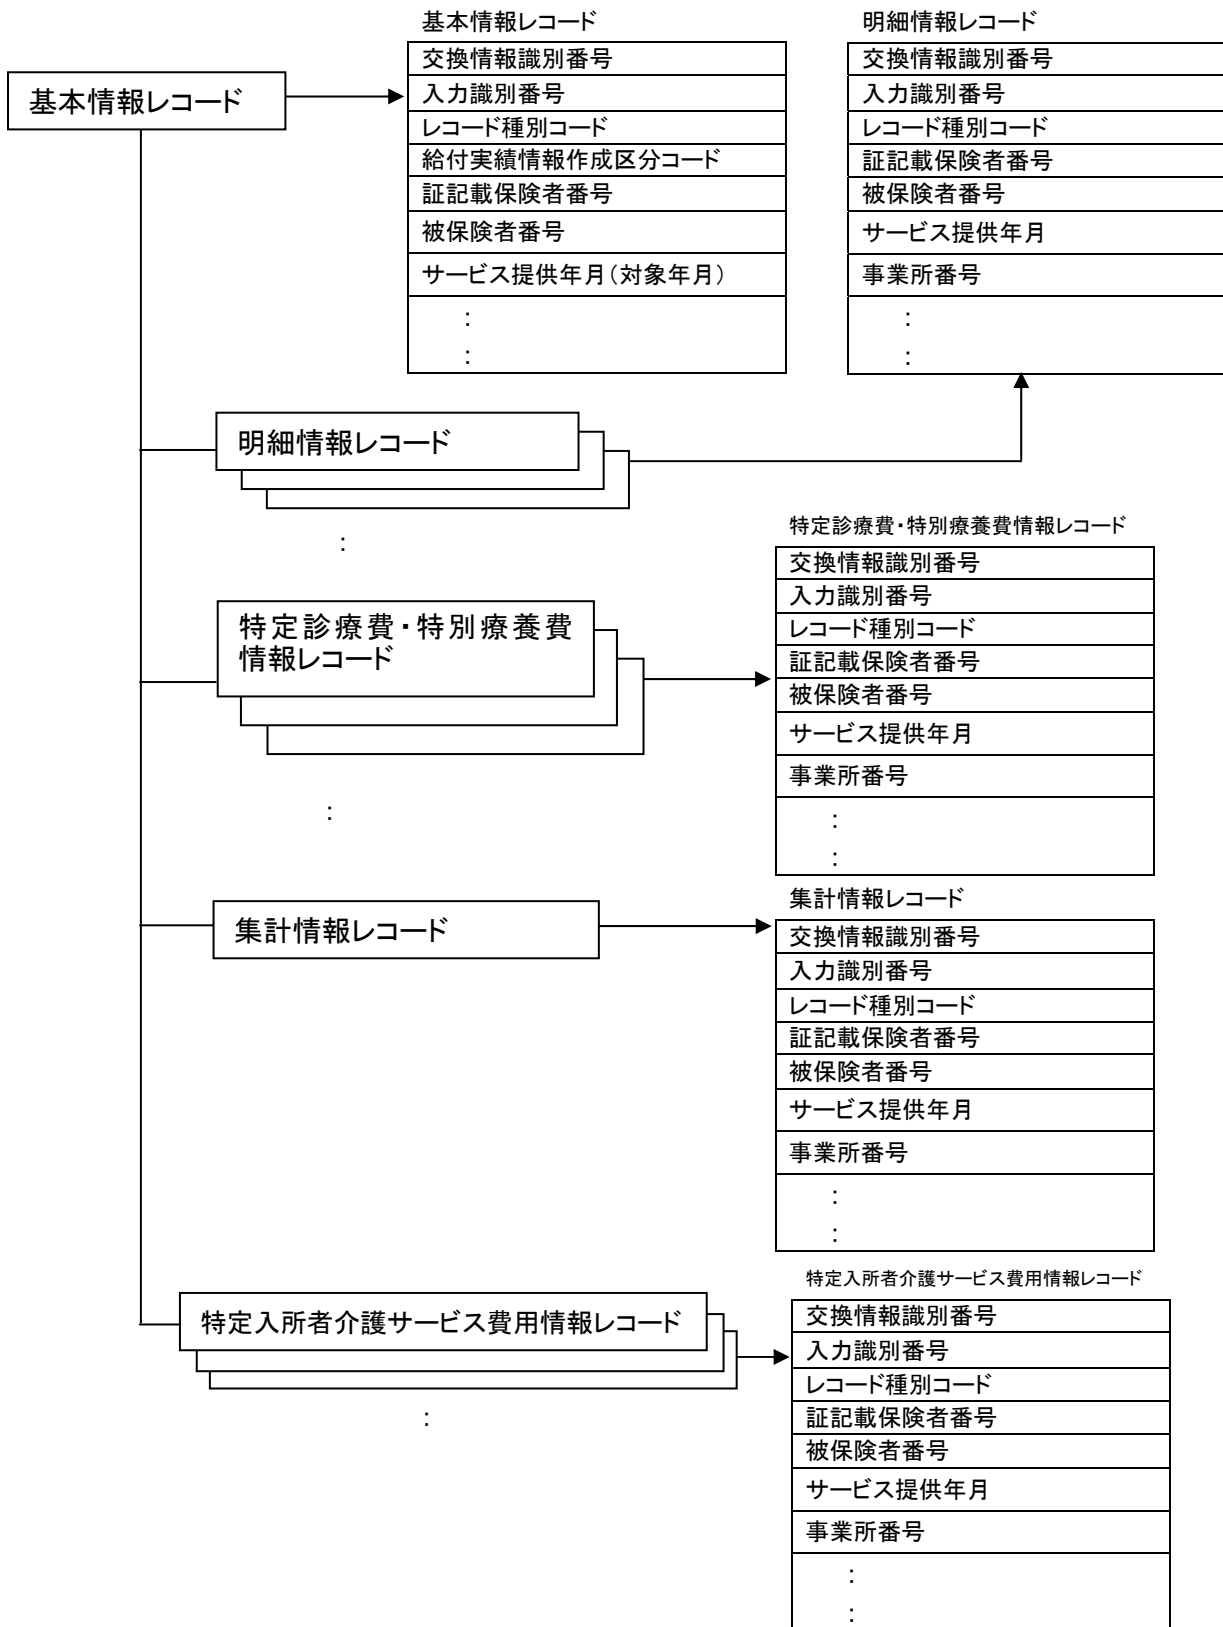 基本情報レコード
基本情報レコード
交換情報識別番号
入力識別番号
レコード種別コード
給付実績情報作成区分コード
証記載保険者番号
被保険者番号
サービス提供年月（対象年月）
：
：
明細情報レコード
交換情報識別番号
入力識別番号
レコード種別コード
証記載保険者番号
被保険者番号
サービス提供年月
事業所番号
：
：
明細情報レコード
：
特定診療費・特別療養費
情報レコード
：
特定診療費・特別療養費情報レコード
交換情報識別番号
入力識別番号
レコード種別コード
証記載保険者番号
被保険者番号
サービス提供年月
事業所番号
：
：
集計情報レコード
集計情報レコード
交換情報識別番号
入力識別番号
レコード種別コード
証記載保険者番号
被保険者番号
サービス提供年月
事業所番号
：
：
特定入所者介護サービス費用情報レコード
：
特定入所者介護サービス費用情報レコード
交換情報識別番号
入力識別番号
レコード種別コード
証記載保険者番号
被保険者番号
サービス提供年月
事業所番号
：
：